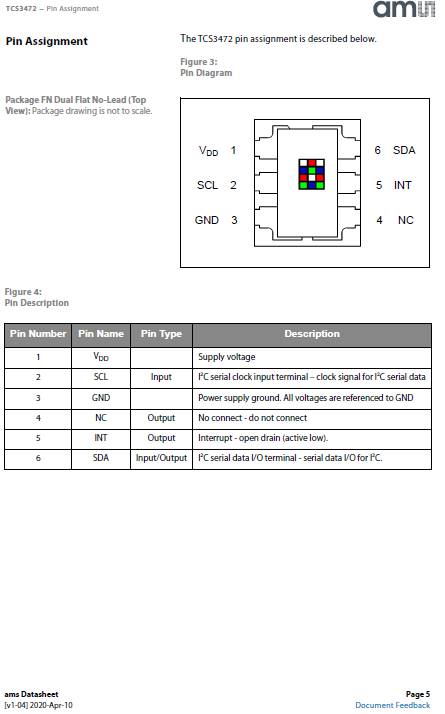 TCS3472 − Pin Assignment
amu
Pin Assignment
The TCS3472 pin assignment is described below.
Figure 3:
Pin Diagram
Package FN Dual Flat No-Lead (Top
View): Package drawing is not to scale.
VDD 1
6 SDA
SCL 2
5 INT
GND 3
4 NC
Figure 4:
Pin Description
Pin Number Pin Name Pin Type Description
1 VDD Supply voltage
2 SCL Input I²C serial clock input terminal – clock signal for I²C serial data
3 GND Power supply ground. All voltages are referenced to GND
4 NC Output No connect - do not connect
5 INT Output Interrupt - open drain (active low).
6 SDA Input/Output I²C serial data I/O terminal - serial data I/O for I²C.
ams Datasheet
Page 5
[v1-04] 2020-Apr-10
Document Feedback